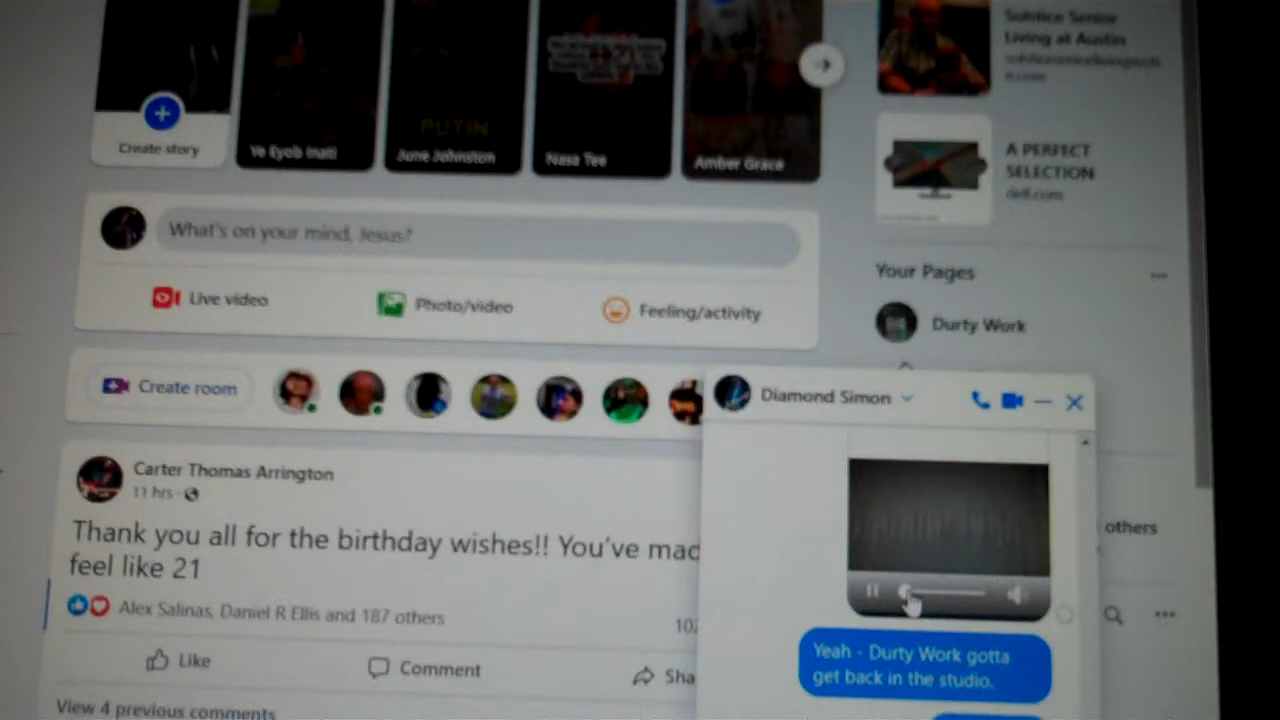 Create story
Ye Eyob Inati
PUTIN
June Johnston
Nasa Tee
Amber Grace
Solstice Senior
Living at Austin
A PERFECT
SELECTION
dell.com
What's on your mind, Jesus?
Live video
Photo/video
Feeling/activity
Your Pages
Durty Work
Create room
Diamond Simon
Carter Thomas Arrington
11 hrs ·
Thank you all for the birthday wishes!! You've mad
feel like 21
Alex Salinas, Daniel R Ellis and 187 others
102
others
Like
Comment
Sha
Yeah - Durty Work gotta
get back in the studio.
View 4 previous comments